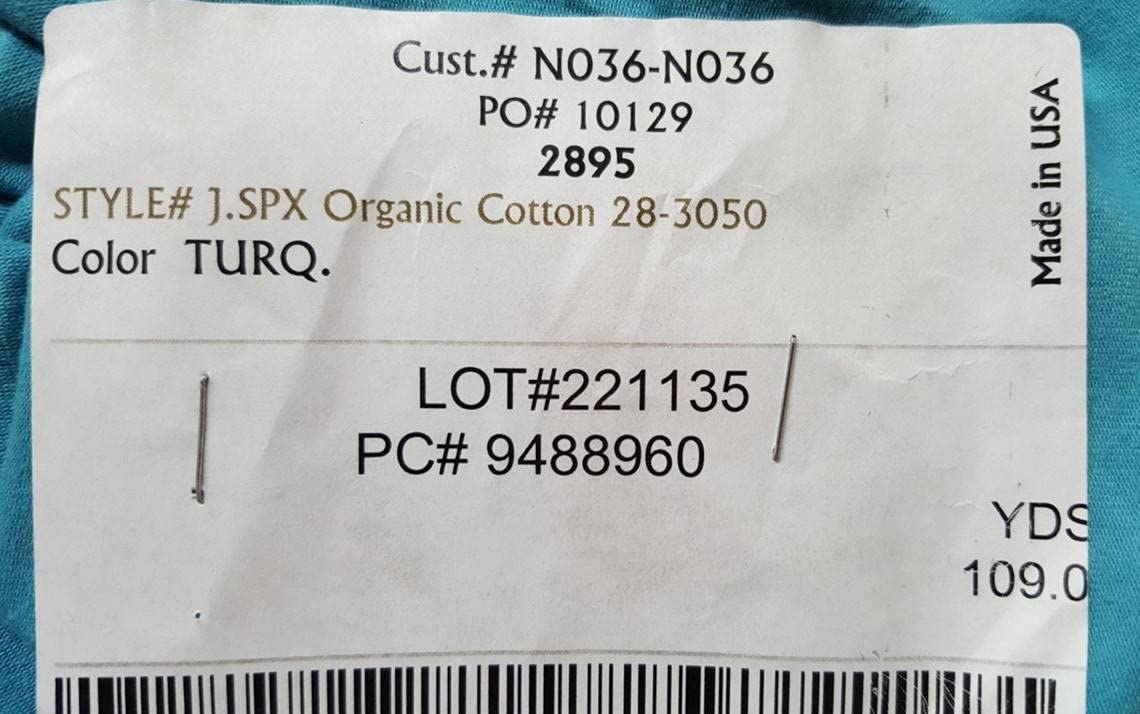 Cust.# N036-N036
PO# 10129
2895
STYLE# J.SPX Organic Cotton 28-3050
Color TURQ.
Made in USA
LOT#221135
PC# 9488960
YDS
109.0